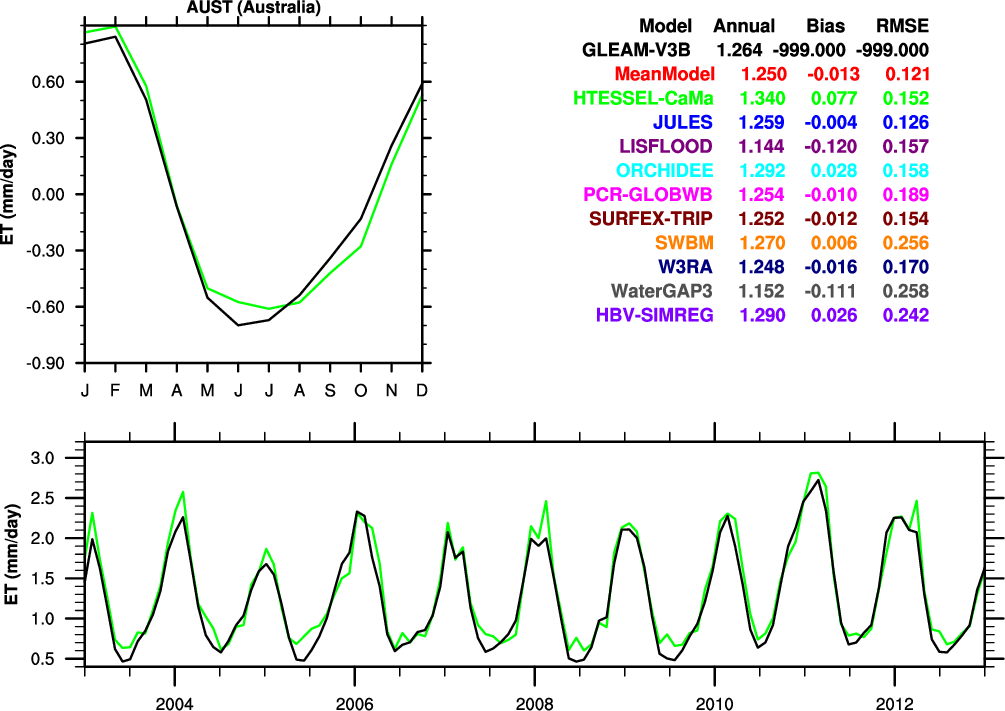 AUST (Australia)
Model Annual Bias RMSE
GLEAM-V3B 1.264 -999.000 -999.000
MeanModel 1.250 -0.013 0.121
HTESSEL-CaMa 1.340 0.077 0.152
JULES 1.259 -0.004 0.126
LISFLOOD 1.144 -0.120 0.157
ORCHIDEE 1.292 0.028 0.158
PCR-GLOBWB 1.254 -0.010 0.189
SURFEX-TRIP 1.252 -0.012 0.154
SWBM 1.270 0.006 0.256
W3RA 1.248 -0.016 0.170
WaterGAP3 1.152 -0.111 0.258
HBV-SIMREG 1.290 0.026 0.242
ET (mm/day)
0.60
0.30
0.00
-0.30
-0.60
-0.90
J F M A M J J A S O N D
ET (mm/day)
3.0
2.5
2.0
1.5
1.0
0.5
2004 2006 2008 2010 2012